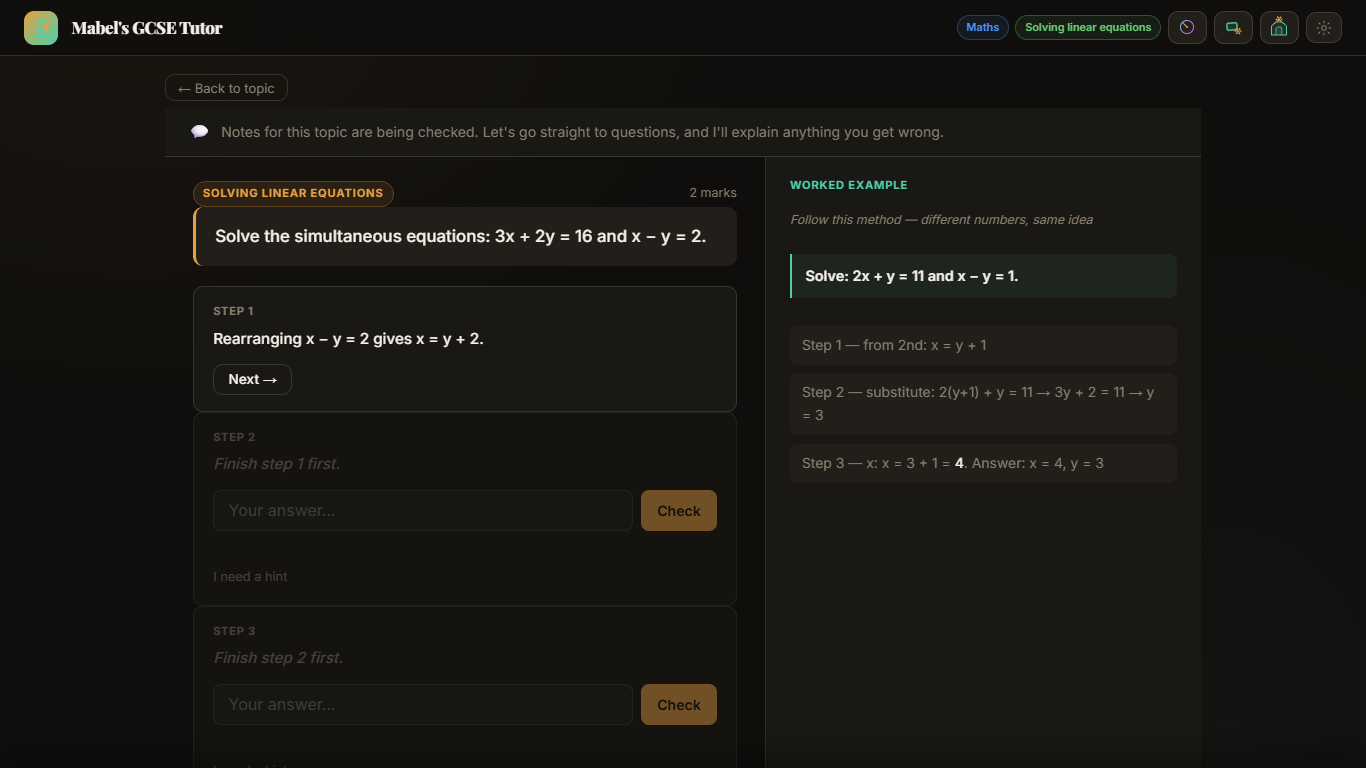 Mabel's GCSE Tutor
Maths
Solving linear equations
← Back to topic
Notes for this topic are being checked. Let's go straight to questions, and I'll explain anything you get wrong.
SOLVING LINEAR EQUATIONS
2 marks
Solve the simultaneous equations: 3x + 2y = 16 and x − y = 2.
STEP 1
Rearranging x − y = 2 gives x = y + 2.
Next →
STEP 2
Finish step 1 first.
Your answer...
Check
I need a hint
STEP 3
Finish step 2 first.
Your answer...
Check
WORKED EXAMPLE
Follow this method — different numbers, same idea
Solve: 2x + y = 11 and x − y = 1.
Step 1 — from 2nd: x = y + 1
Step 2 — substitute: 2(y+1) + y = 11 → 3y + 2 = 11 → y
= 3
Step 3 — x: x = 3 + 1 = 4. Answer: x = 4, y = 3